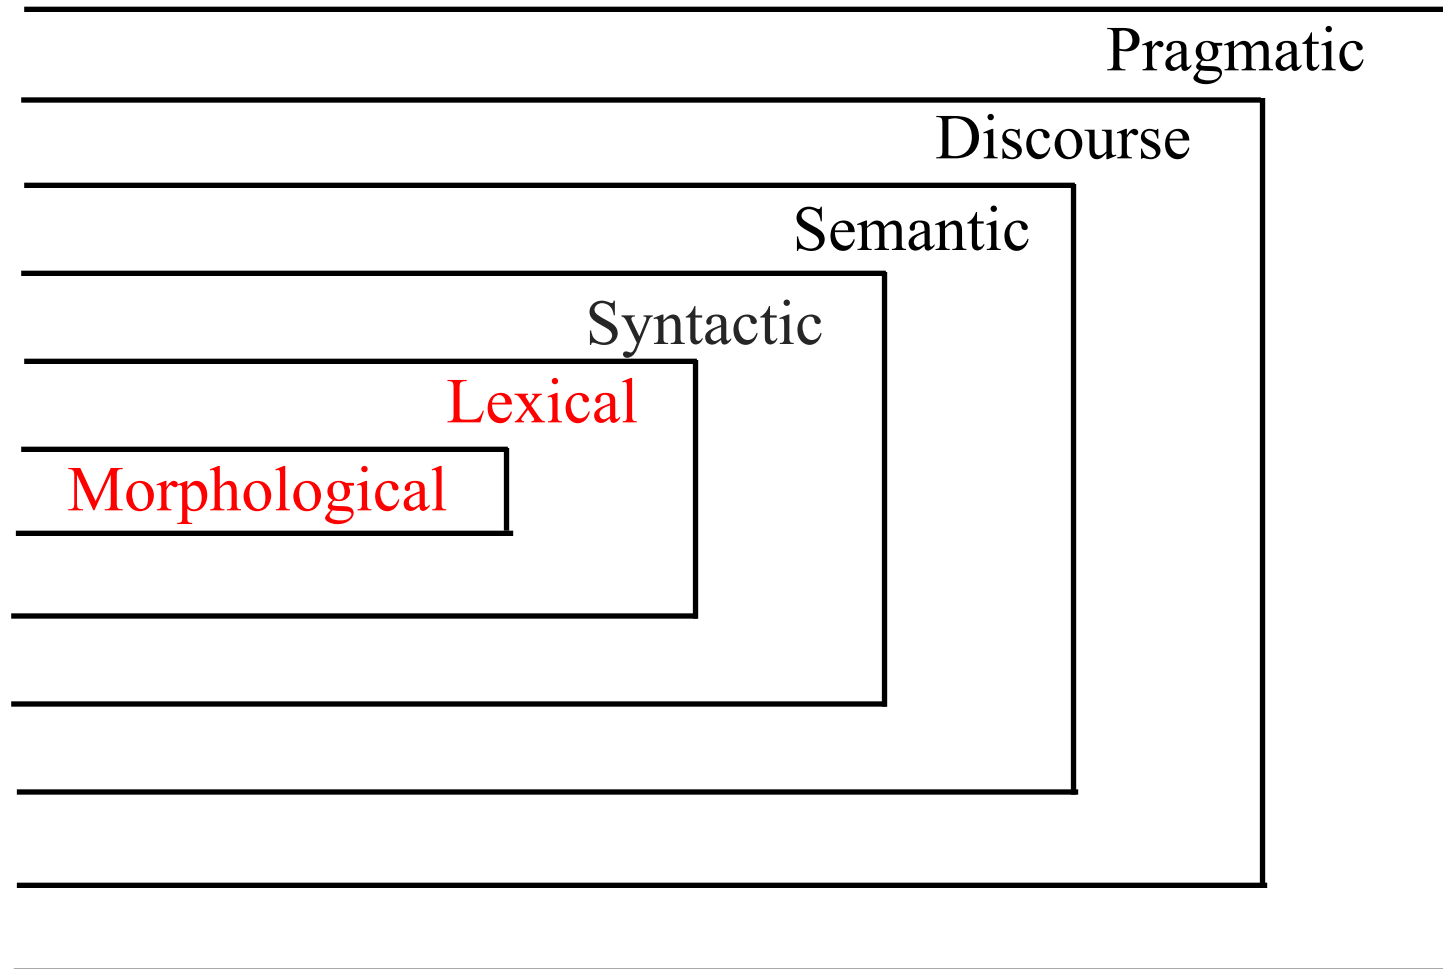 Pragmatic
Discourse
Semantic
Syntactic
Lexical
Morphological